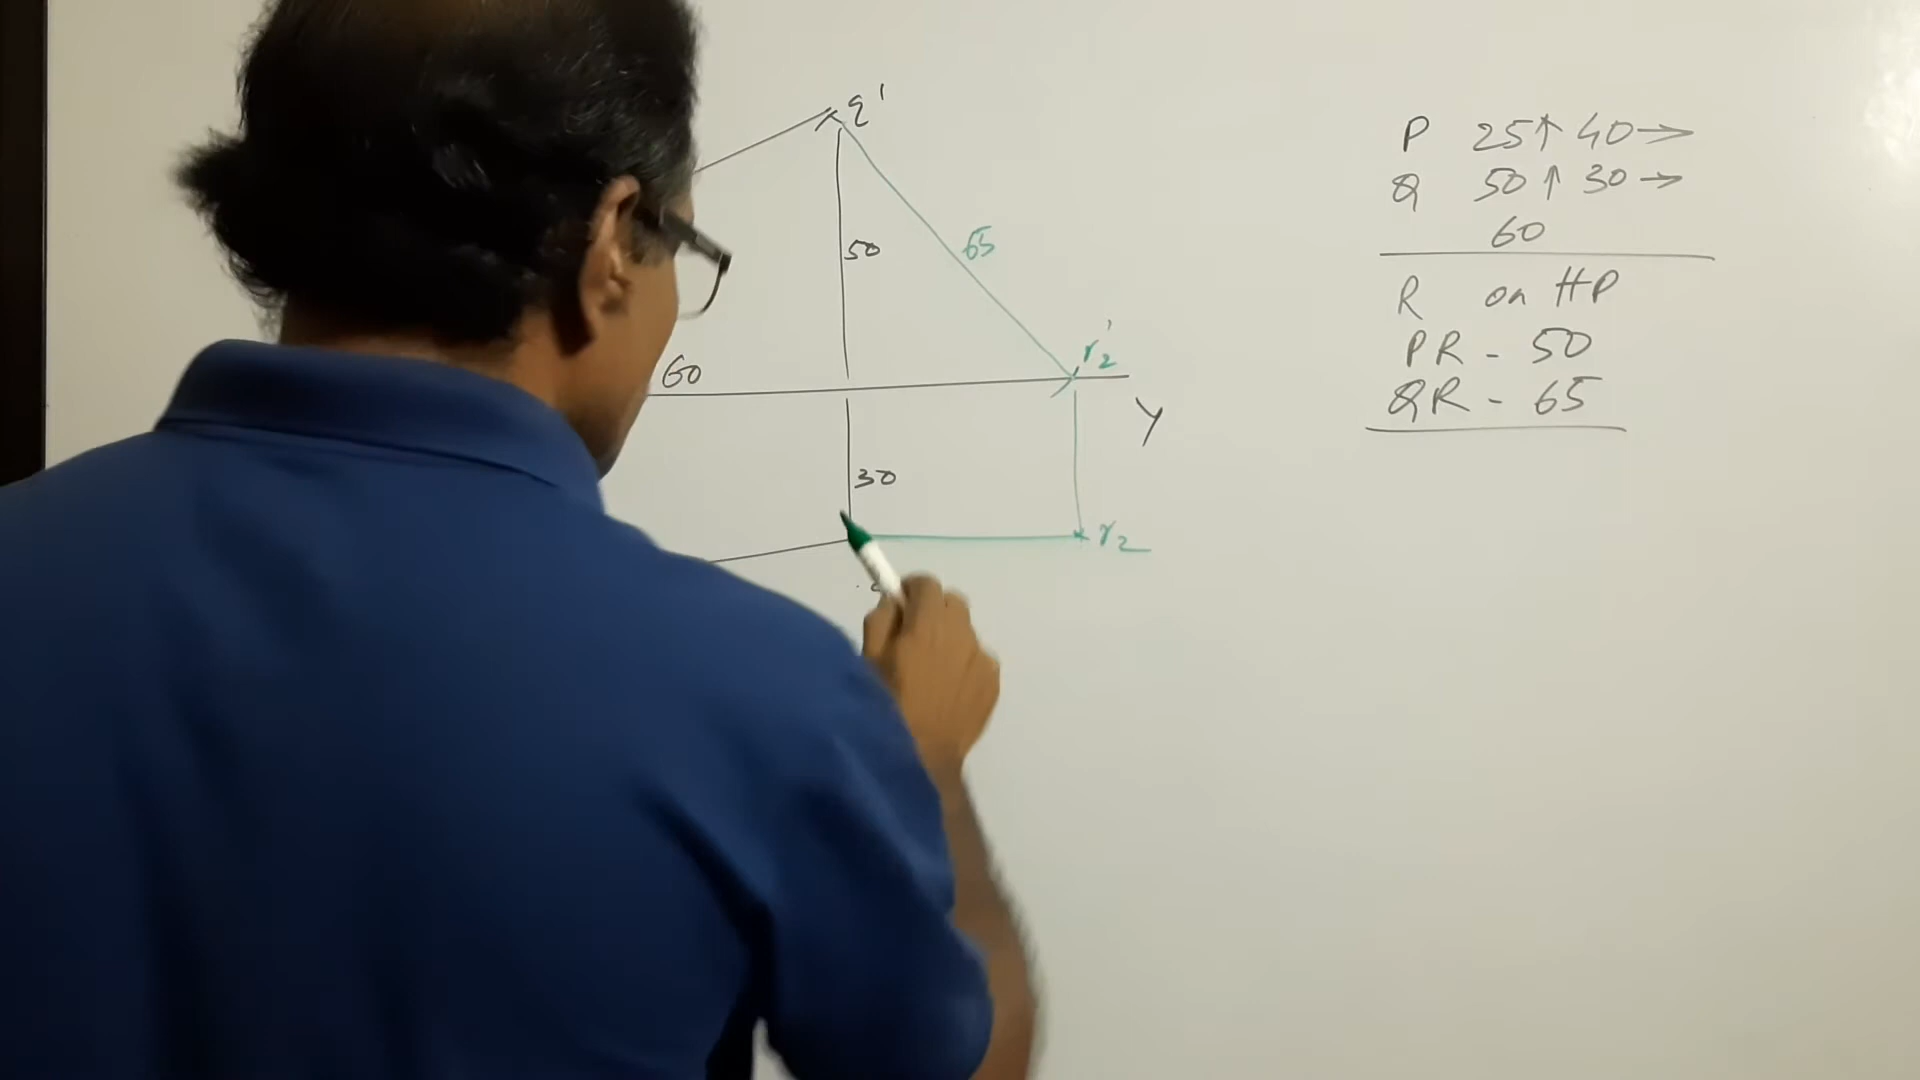 q'
50
65
60
r2'
Y
30
r2
P 25↑ 40→
Q 50↑ 30→
60
R on HP
PR - 50
QR - 65